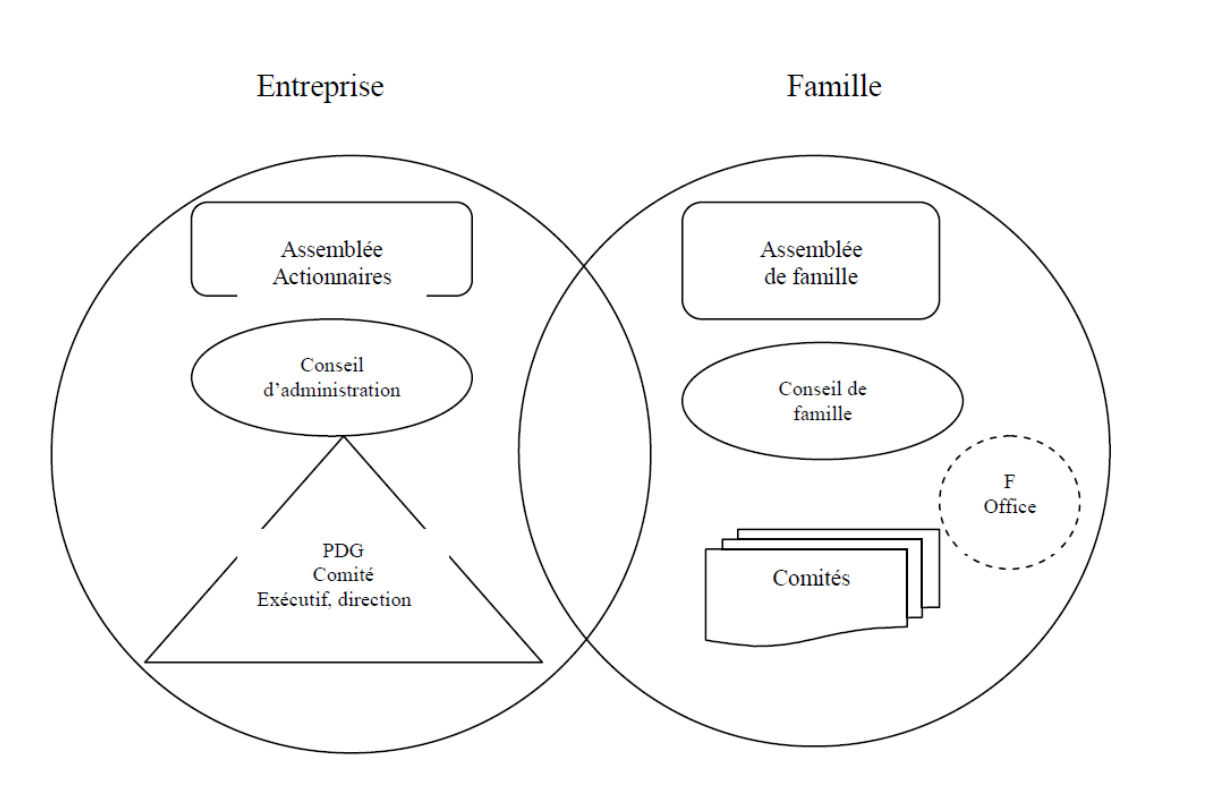 Entreprise
Famille
Assemblée
Actionnaires
Conseil
d’administration
PDG
Comité
Exécutif, direction
Assemblée
de famille
Conseil de
famille
F
Office
Comités